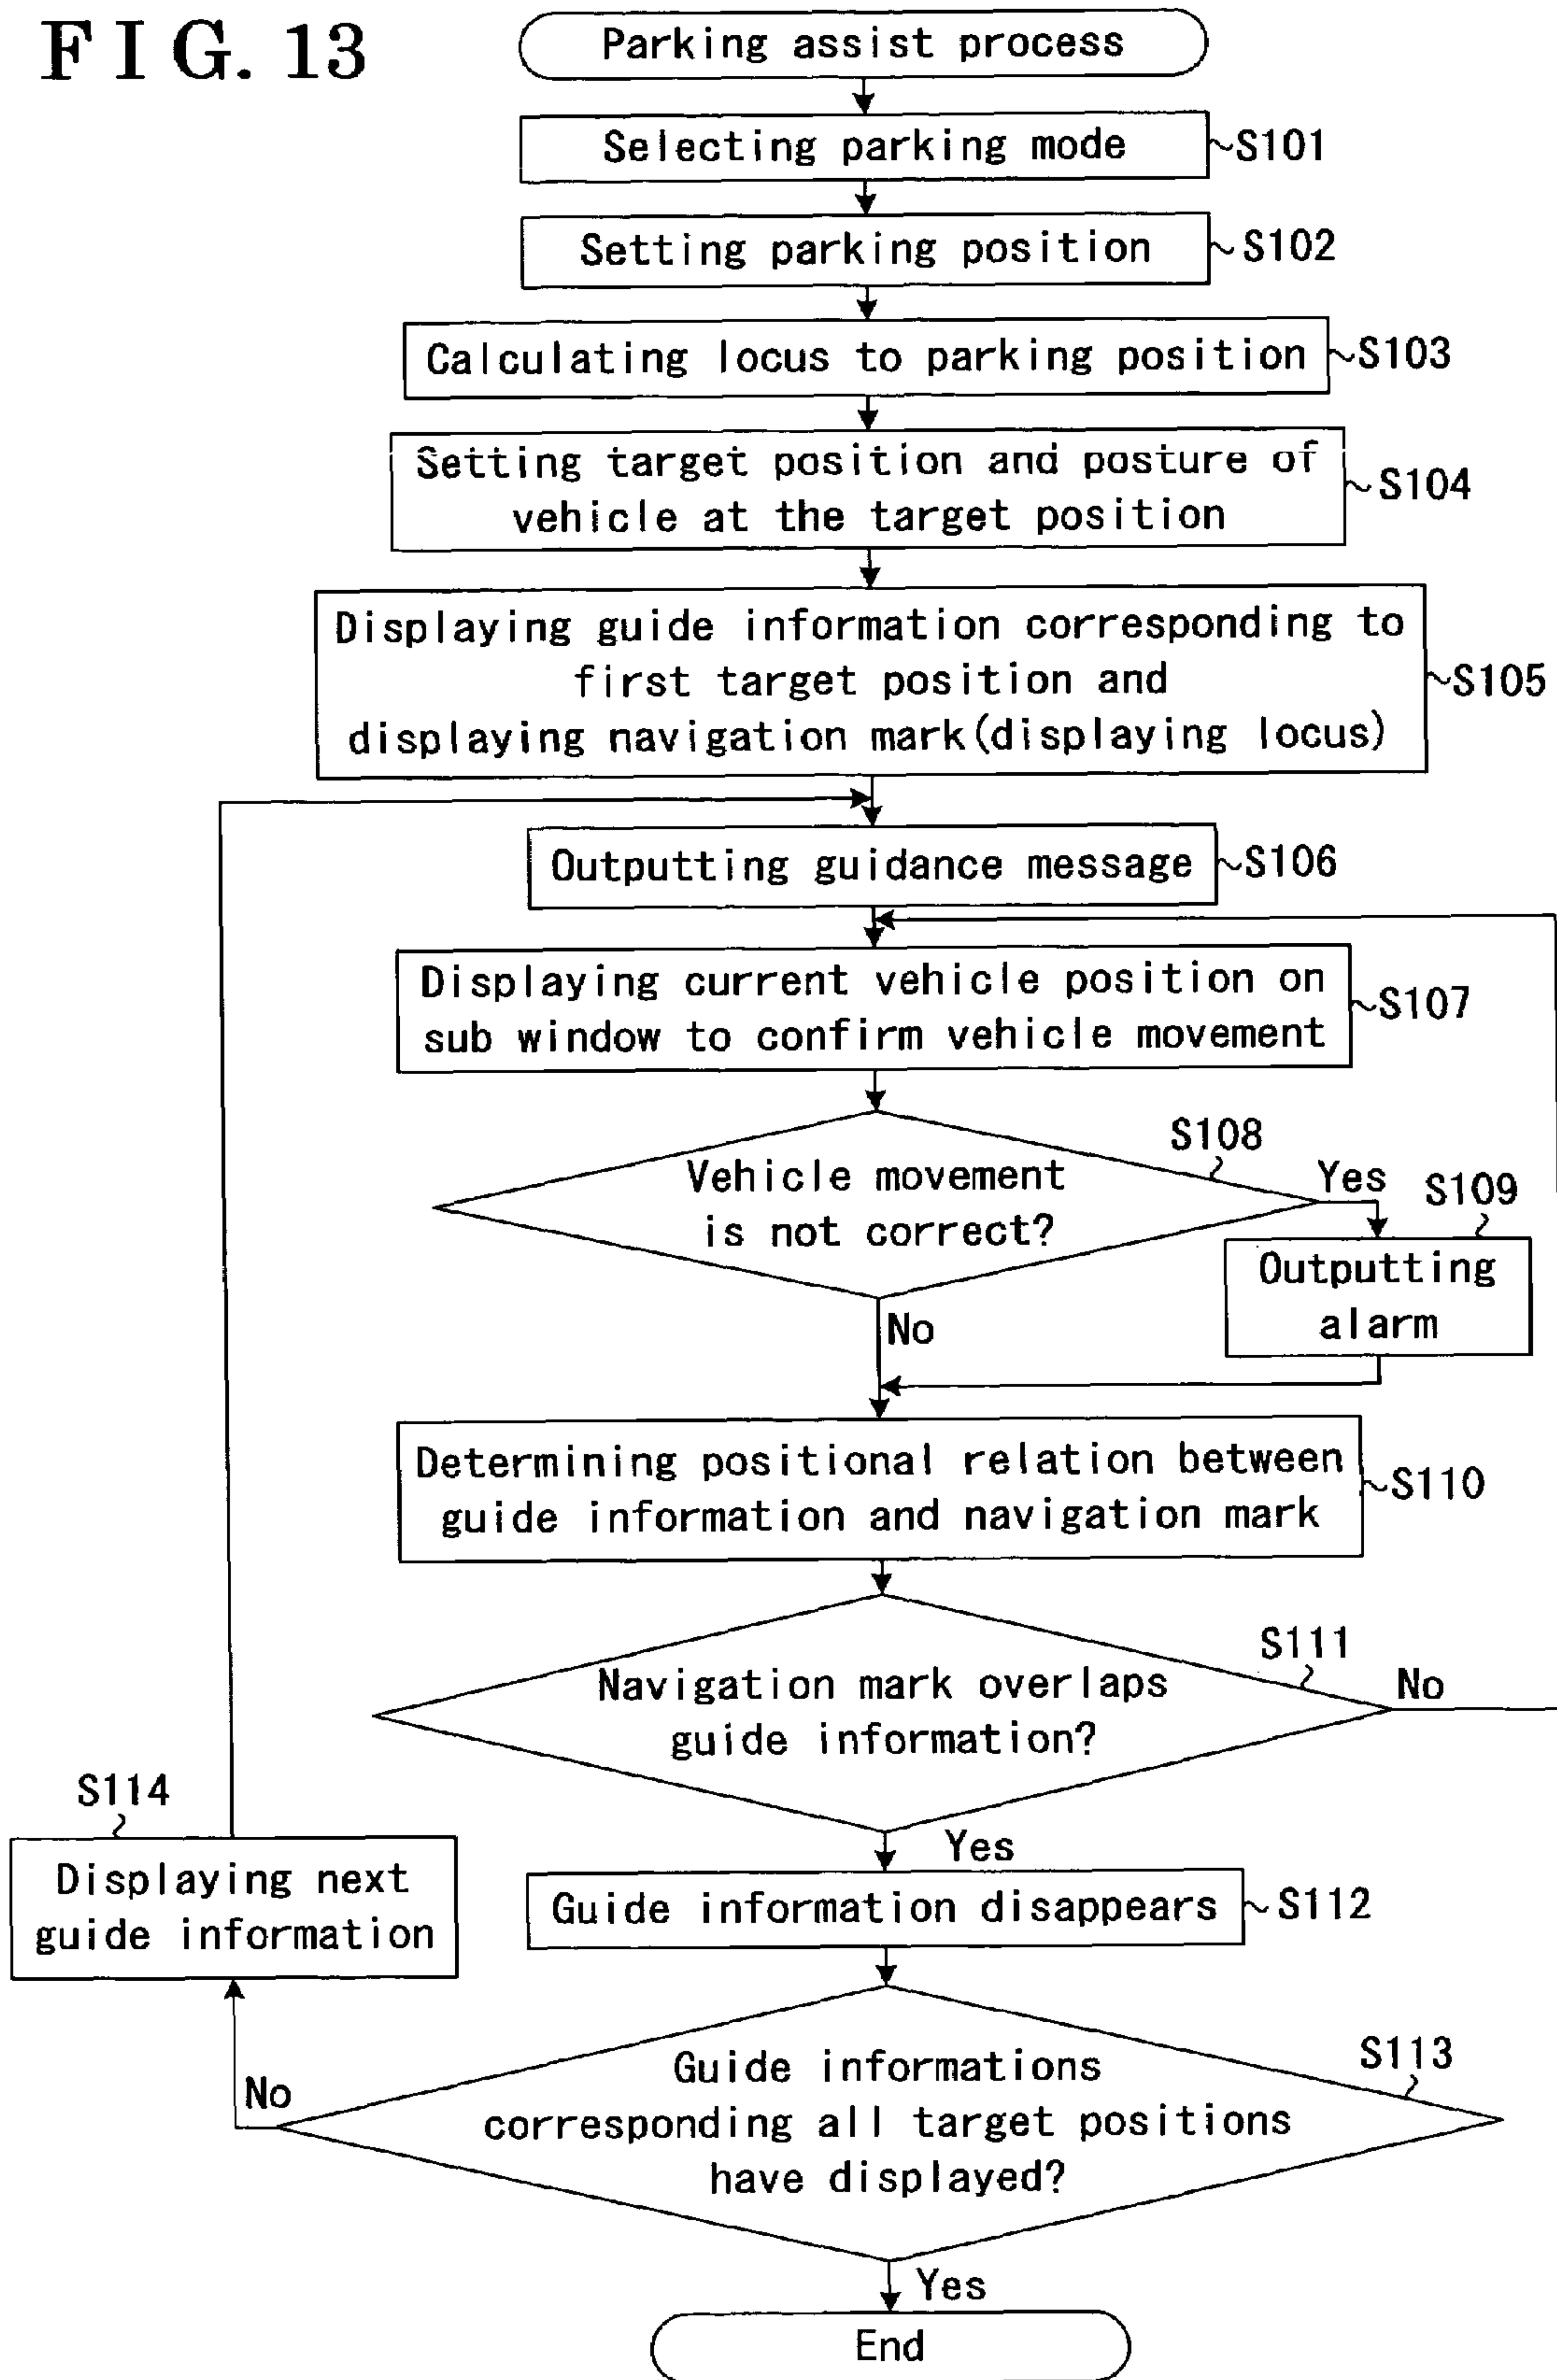 FIG. 13
Parking assist process
Selecting parking mode
S101
Setting parking position
S102
Calculating locus to parking position
S103
Setting target position and posture of
vehicle at the target position
S104
Displaying guide information corresponding to
first target position and
displaying navigation mark(displaying locus)
S105
Outputting guidance message
S106
Displaying current vehicle position on
sub window to confirm vehicle movement
S107
S108
Vehicle movement
is not correct?
Yes
S109
Outputting
alarm
No
Determining positional relation between
guide information and navigation mark
S110
S111
Navigation mark overlaps
guide information?
No
S114
Yes
Displaying next
guide information
Guide information disappears
S112
S113
Guide informations
corresponding all target positions
have displayed?
No
Yes
End